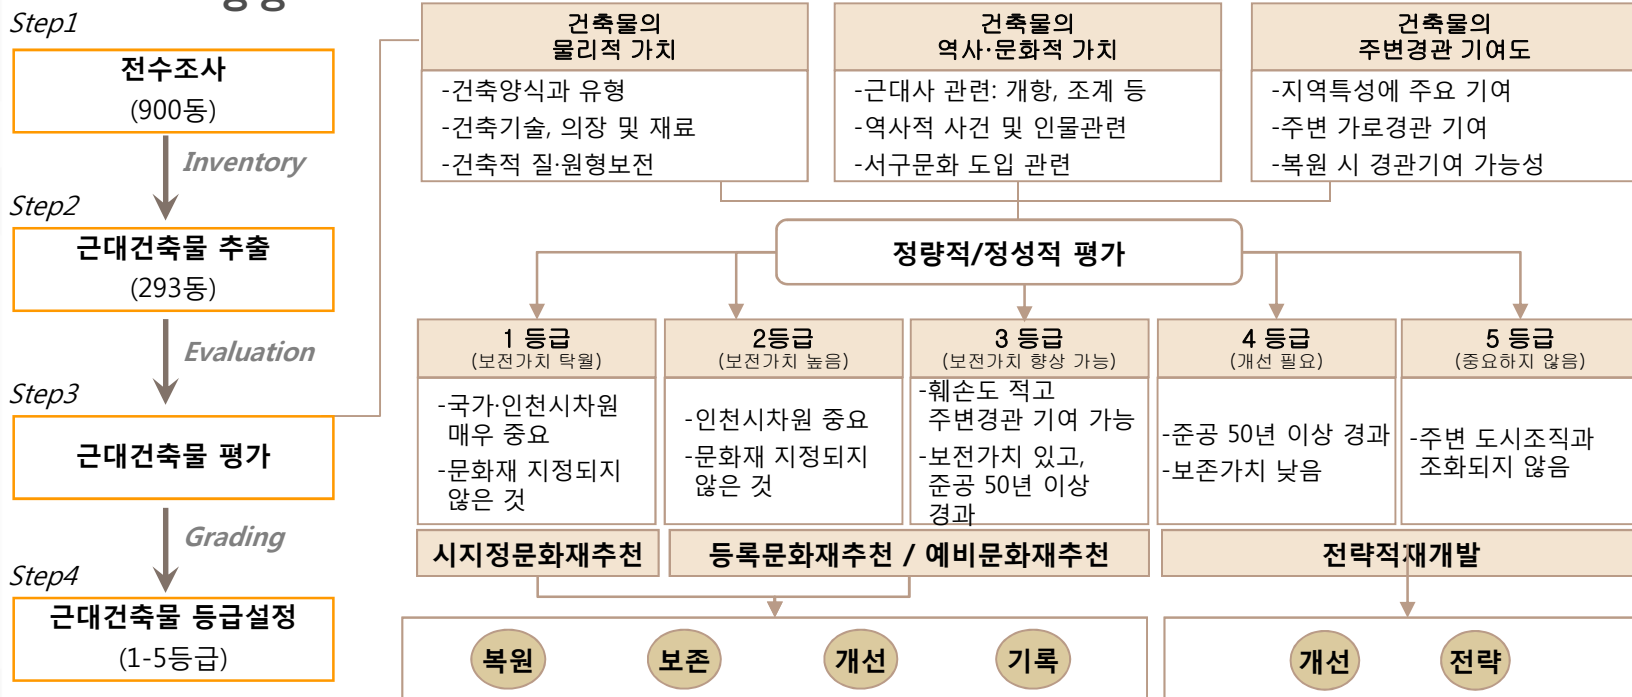 Step1
전수조사
(900동)
Inventory
Step2
근대건축물 추출
(293동)
Evaluation
Step3
근대건축물 평가
Grading
Step4
근대건축물 등급설정
(1-5등급)
건축물의
물리적 가치
-건축양식과 유형
-건축기술, 의장 및 재료
-건축적 질·원형보전
건축물의
역사·문화적 가치
-근대사 관련: 개항, 조계 등
-역사적 사건 및 인물관련
-서구문화 도입 관련
건축물의
주변경관 기여도
-지역특성에 주요 기여
-주변 가로경관 기여
-복원 시 경관기여 가능성
정량적/정성적 평가
1 등급
(보전가치 탁월)
-국가·인천시차원
매우 중요
-문화재 지정되지
않은 것
2등급
(보전가치 높음)
-인천시차원 중요
-문화재 지정되지
않은 것
3 등급
(보전가치 향상 가능)
-훼손도 적고
주변경관 기여 가능
-보전가치 있고,
준공 50년 이상
경과
4 등급
(개선 필요)
-준공 50년 이상 경과
-보존가치 낮음
5 등급
(중요하지 않음)
-주변 도시조직과
조화되지 않음
시지정문화재추천
등록문화재추천 / 예비문화재추천
전략적재개발
복원
보존
개선
기록
개선
전략